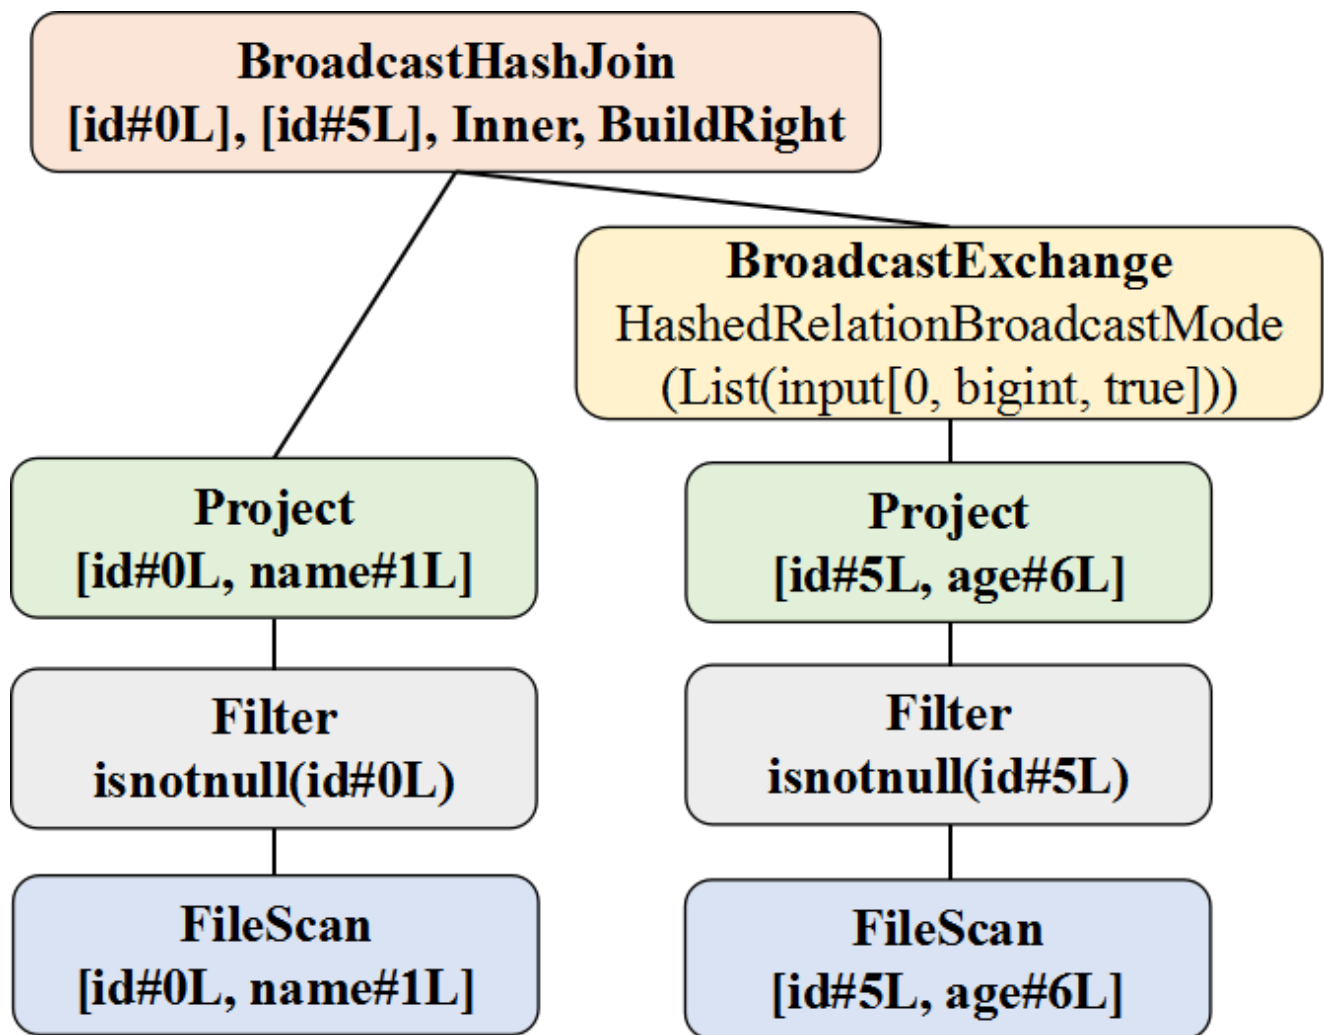 BroadcastHashJoin
[id#0L], [id#5L], Inner, BuildRight
BroadcastExchange
HashedRelationBroadcastMode
(List(input[0, bigint, true]))
Project
[id#0L, name#1L]
Project
[id#5L, age#6L]
Filter
isnotnull(id#0L)
Filter
isnotnull(id#5L)
FileScan
[id#0L, name#1L]
FileScan
[id#5L, age#6L]